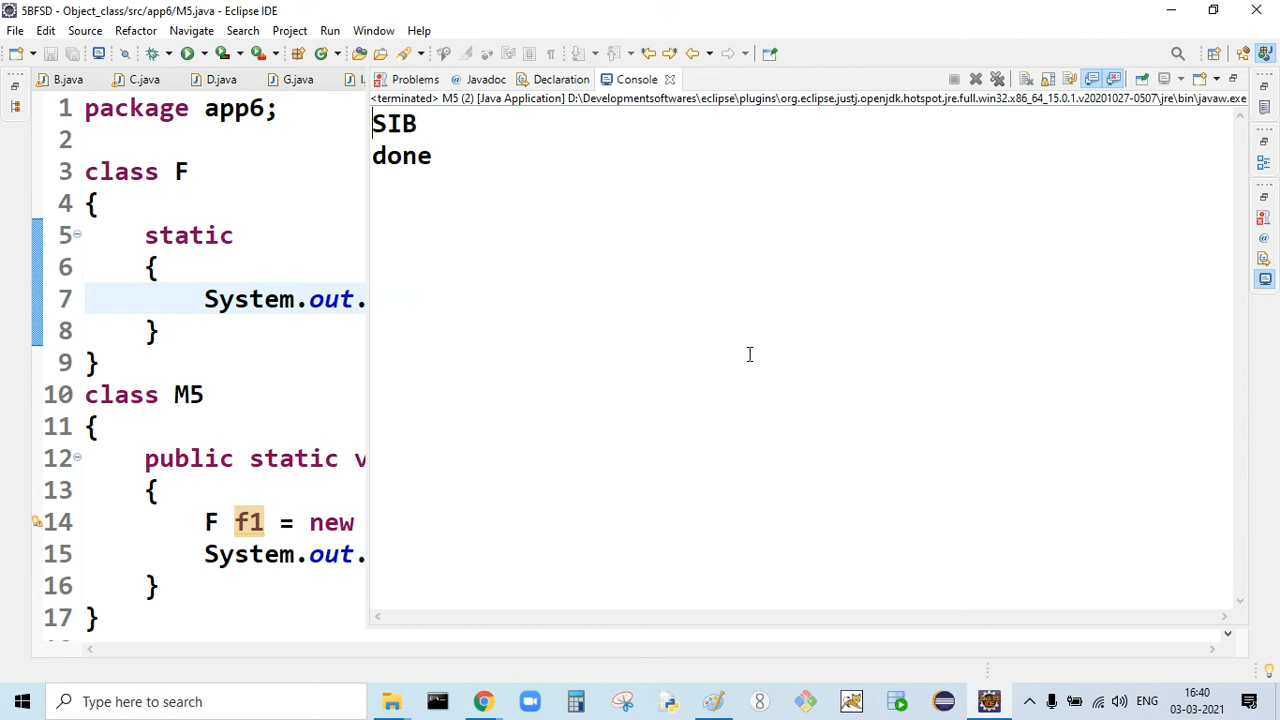 5BFSD - Object_class/src/app6/M5.java - Eclipse IDE
File Edit Source Refactor Navigate Search Project Run Window Help
B.java C.java D.java G.java Problems Javadoc Declaration Console
<terminated> M5 (2) [Java Application] D:\Developmentsoftwares\eclipse\plugins\org.eclipse.justj.openjdk.hotspot.jre.full.win32.x86_64_15.0.1.v20201027-0507\jre\bin\javaw.exe
1 package app6;
2
3 class F
4 {
5 static
6 {
7 System.out.
8 }
9 }
10 class M5
11 {
12 public static v
13 {
14 F f1 = new
15 System.out.
16 }
17 }
SIB
done
Type here to search
ENG
16:40
03-03-2021